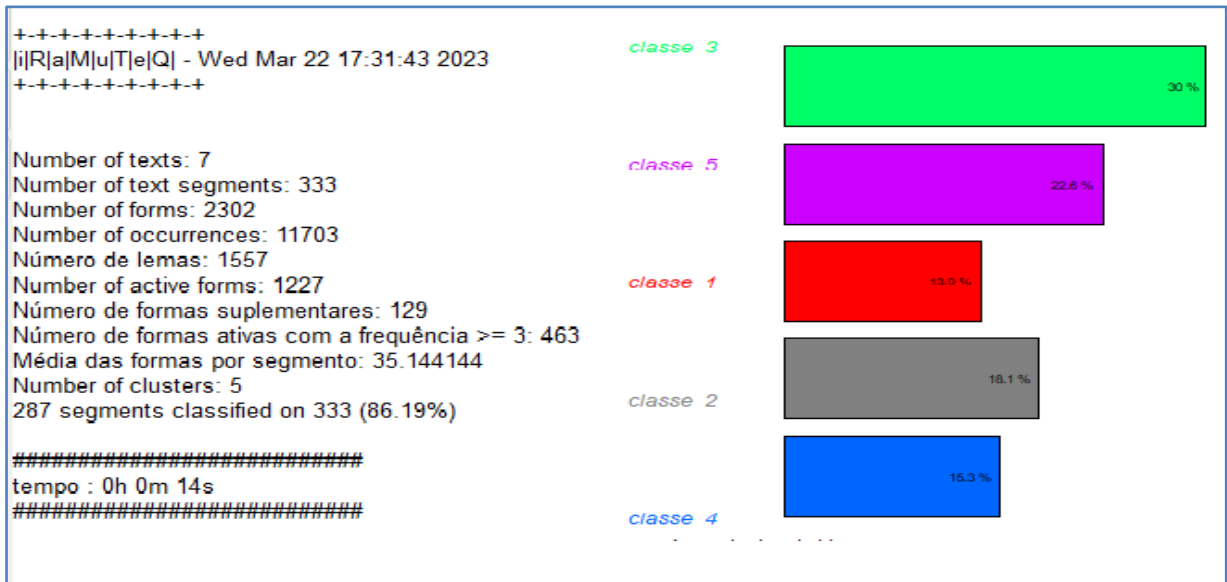 +-+-+-+-+-+-+-+-+
|i|R|a|M|u|T|e|Q| - Wed Mar 22 17:31:43 2023
+-+-+-+-+-+-+-+-+
Number of texts: 7
Number of text segments: 333
Number of forms: 2302
Number of occurrences: 11703
Número de lemas: 1557
Number of active forms: 1227
Número de formas suplementares: 129
Número de formas ativas com a frequência >= 3: 463
Média das formas por segmento: 35.144144
Number of clusters: 5
287 segments classified on 333 (86.19%)
###########################
tempo : 0h 0m 14s
###########################
classe 3
30 %
classe 5
22.6 %
classe 1
13.9 %
classe 2
18.1 %
classe 4
15.3 %